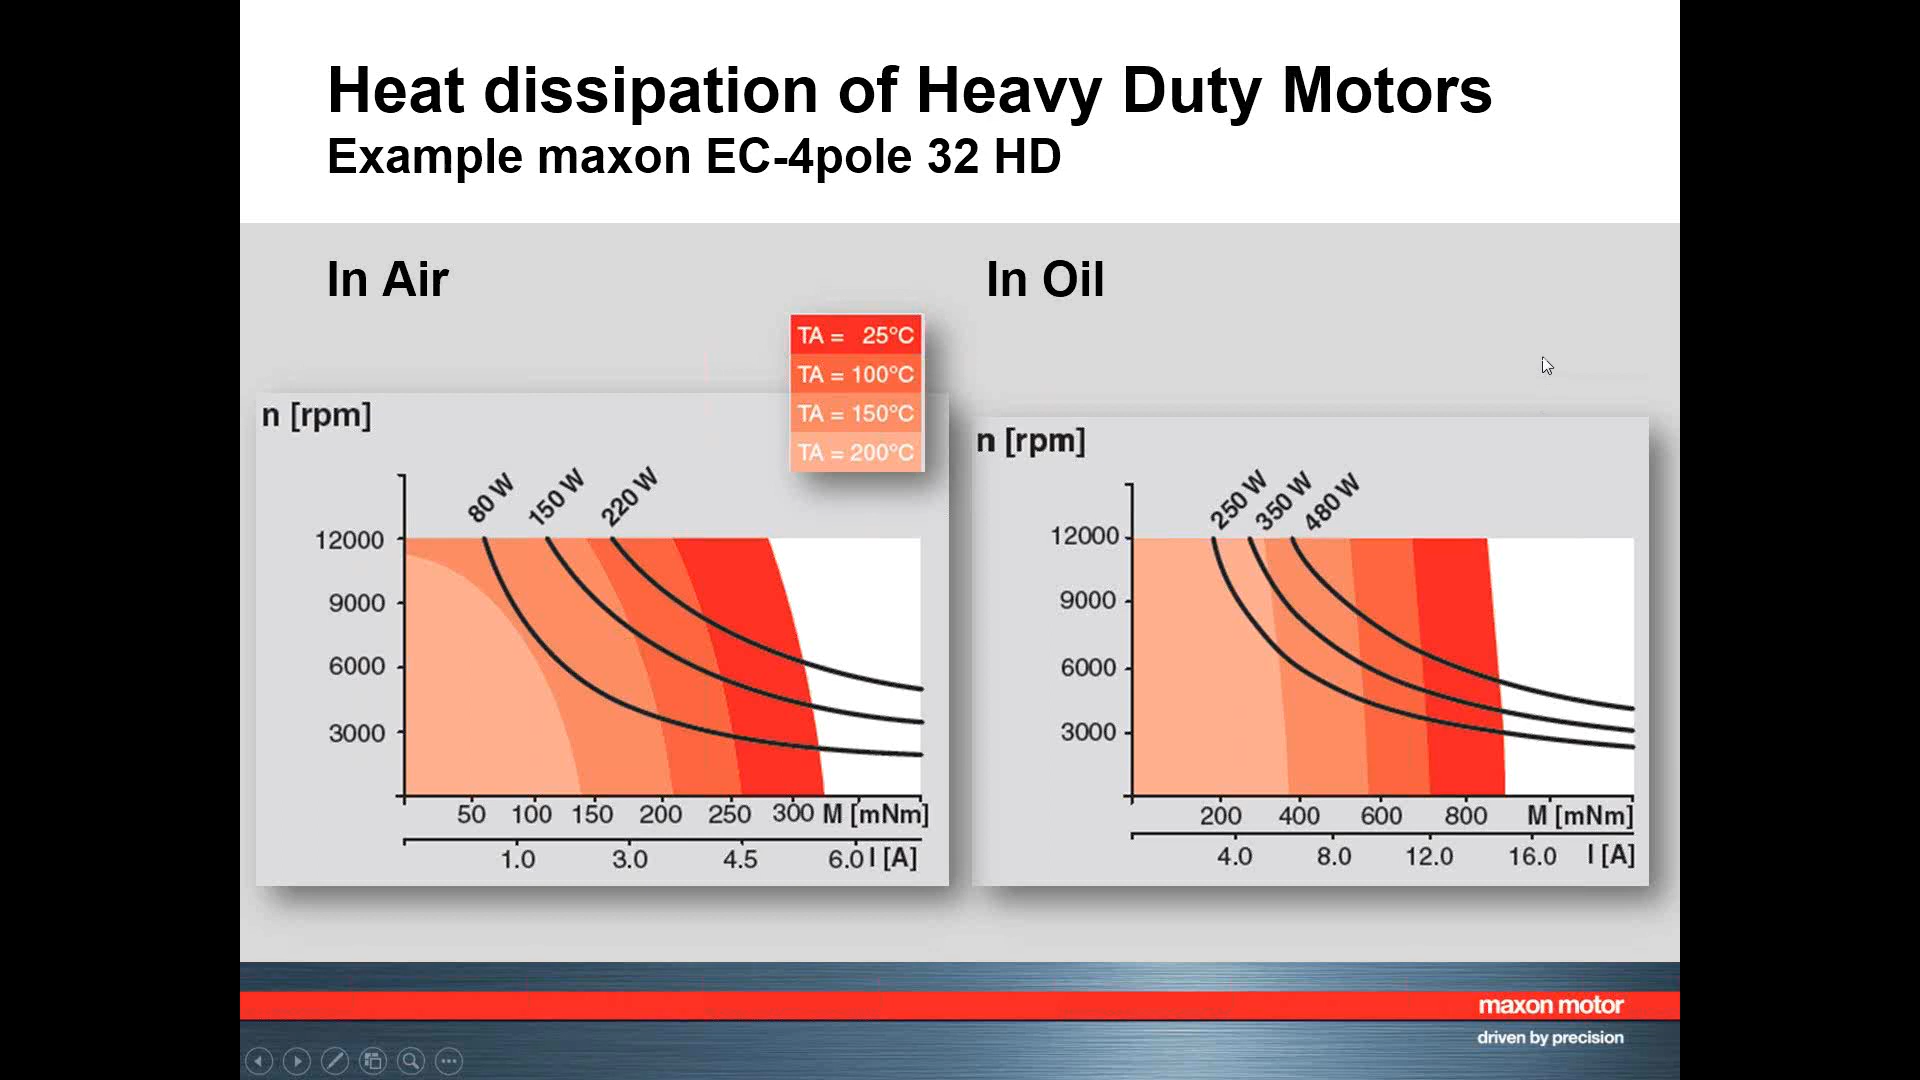 Heat dissipation of Heavy Duty Motors
Example maxon EC-4pole 32 HD
In Air
In Oil
TA = 25°C
TA = 100°C
TA = 150°C
TA = 200°C
n [rpm]
80 W 150 W 220 W
12000
9000
6000
3000
50 100 150 200 250 300 M [mNm]
1.0 3.0 4.5 6.0 I [A]
n [rpm]
250 W 350 W 480 W
12000
9000
6000
3000
200 400 600 800 M [mNm]
4.0 8.0 12.0 16.0 I [A]
maxon motor
driven by precision